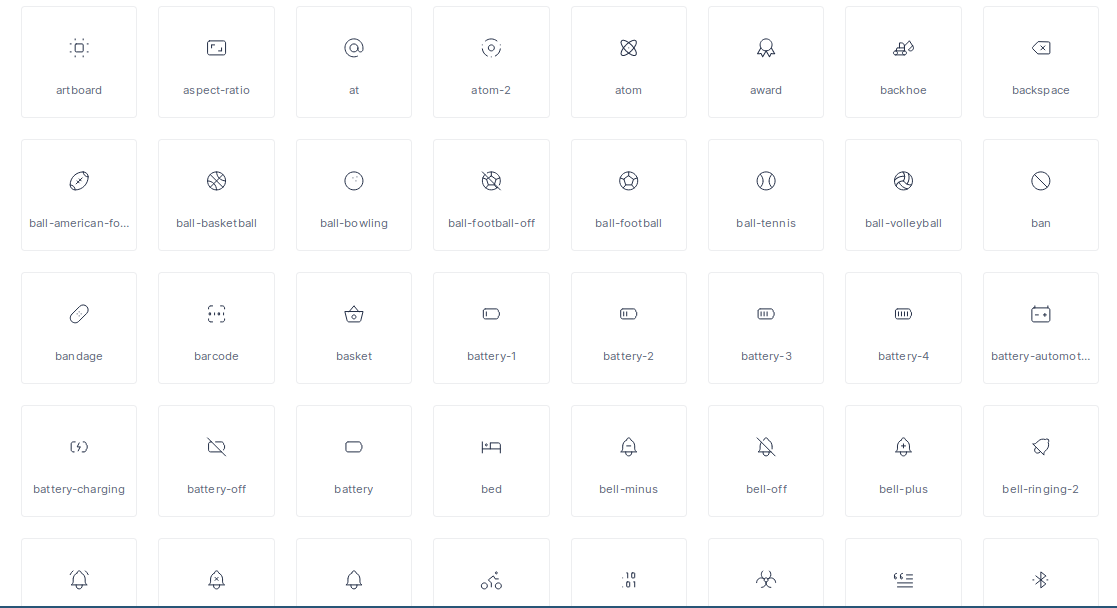 artboard
aspect-ratio
at
atom-2
atom
award
backhoe
backspace
ball-american-fo...
ball-basketball
ball-bowling
ball-football-off
ball-football
ball-tennis
ball-volleyball
ban
bandage
barcode
basket
battery-1
battery-2
battery-3
battery-4
battery-automot...
battery-charging
battery-off
battery
bed
bell-minus
bell-off
bell-plus
bell-ringing-2